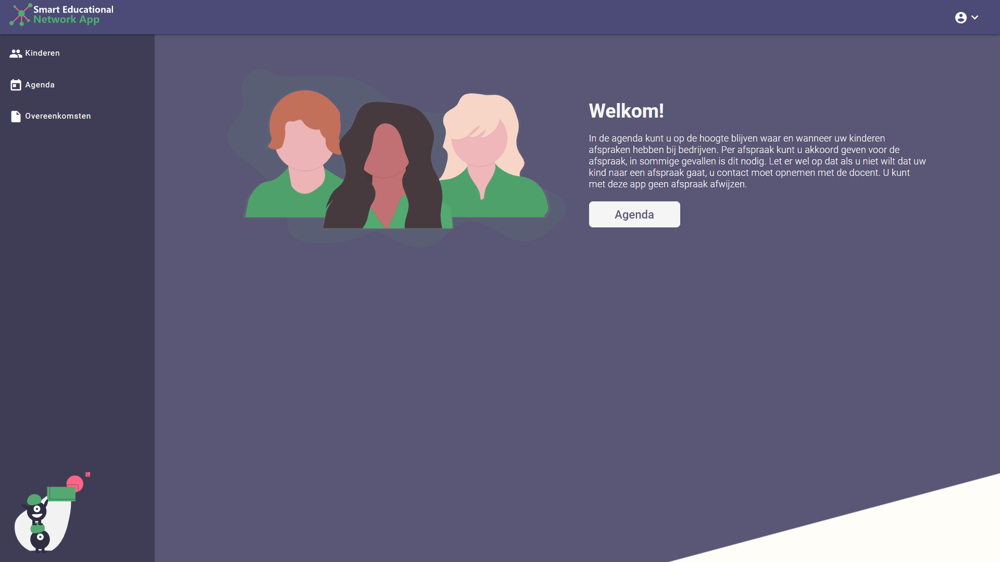 Smart Educational
Network App
Kinderen
Agenda
Overeenkomsten
Welkom!
In de agenda kunt u op de hoogte blijven waar en wanneer uw kinderen
afspraken hebben bij bedrijven. Per afspraak kunt u akkoord geven voor de
afspraak, in sommige gevallen is dit nodig. Let er wel op dat als u niet wilt dat uw
kind naar een afspraak gaat, u contact moet opnemen met de docent. U kunt
met deze app geen afspraak afwijzen.
Agenda